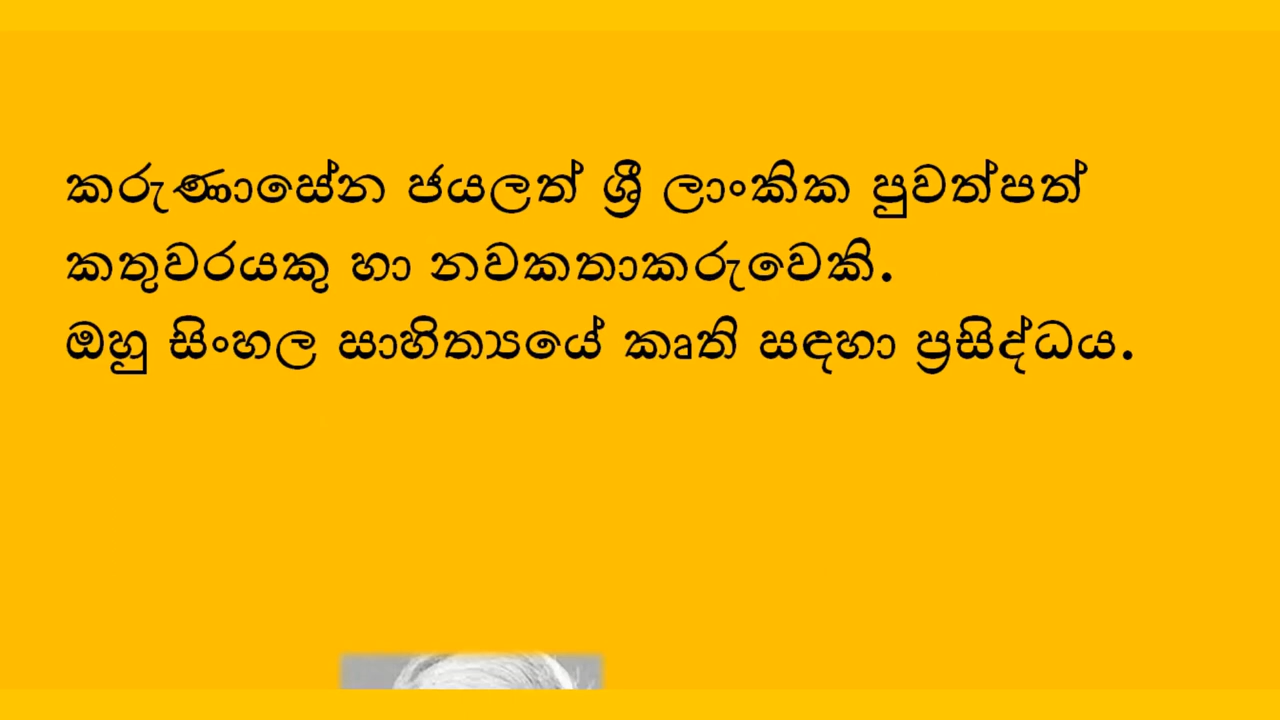 කරුණාසේන ජයලත් ශ්‍රී ලාංකික පුවත්පත්
කතුවරයකු හා නවකතාකරුවෙකි.
ඔහු සිංහල සාහිත්‍යයේ කෘති සඳහා ප්‍රසිද්ධය.